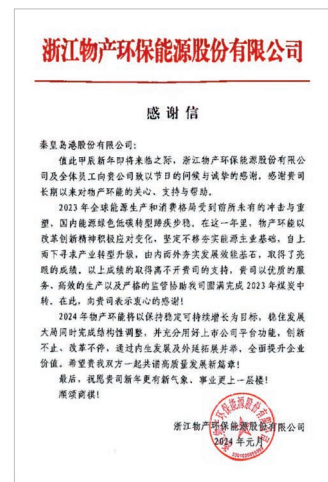 浙江物产环保能源股份有限公司
感谢信
秦皇岛港股份有限公司:
值此甲辰新年即将来临之际,浙江物产环保能源股份有限公
司及全体员工向贵公司致以节日的问候与诚挚的感谢,感谢贵司
长期以来对物产环能的关心、支持与帮助。
2023年全球能源生产和消费格局受到前所未有的冲击与重
塑,国内能源绿色低碳转型蹄疾步稳。在这一年里,物产环能以
改革创新精神积极应对变化,坚定不移夯实能源主业基础,自上
而下寻求产业转型升级,由内而外夯实发展效能基石,取得了亮
眼的成绩,以上成绩的取得离不开贵司的支持,贵司以优质的服
务、高效的生产以及严格的监管协助我司圆满完成2023年煤炭中
转。在此,向贵司表示衷心的感谢!
2024年物产环能将以保持稳定可持续增长为目标,稳住发展
大局同时完成结构性调整,并充分用好上市公司平台功能,创新
不止、改革不停,通过内生发展及外延拓展并举,全面提升企业
价值。希望贵我双方一起共谱高质量发展新篇章!
最后,祝愿贵司新年更有新气象、事业更上一层楼!
顺颂商祺!
浙江物产环保能源股份有限公司
2024年元月